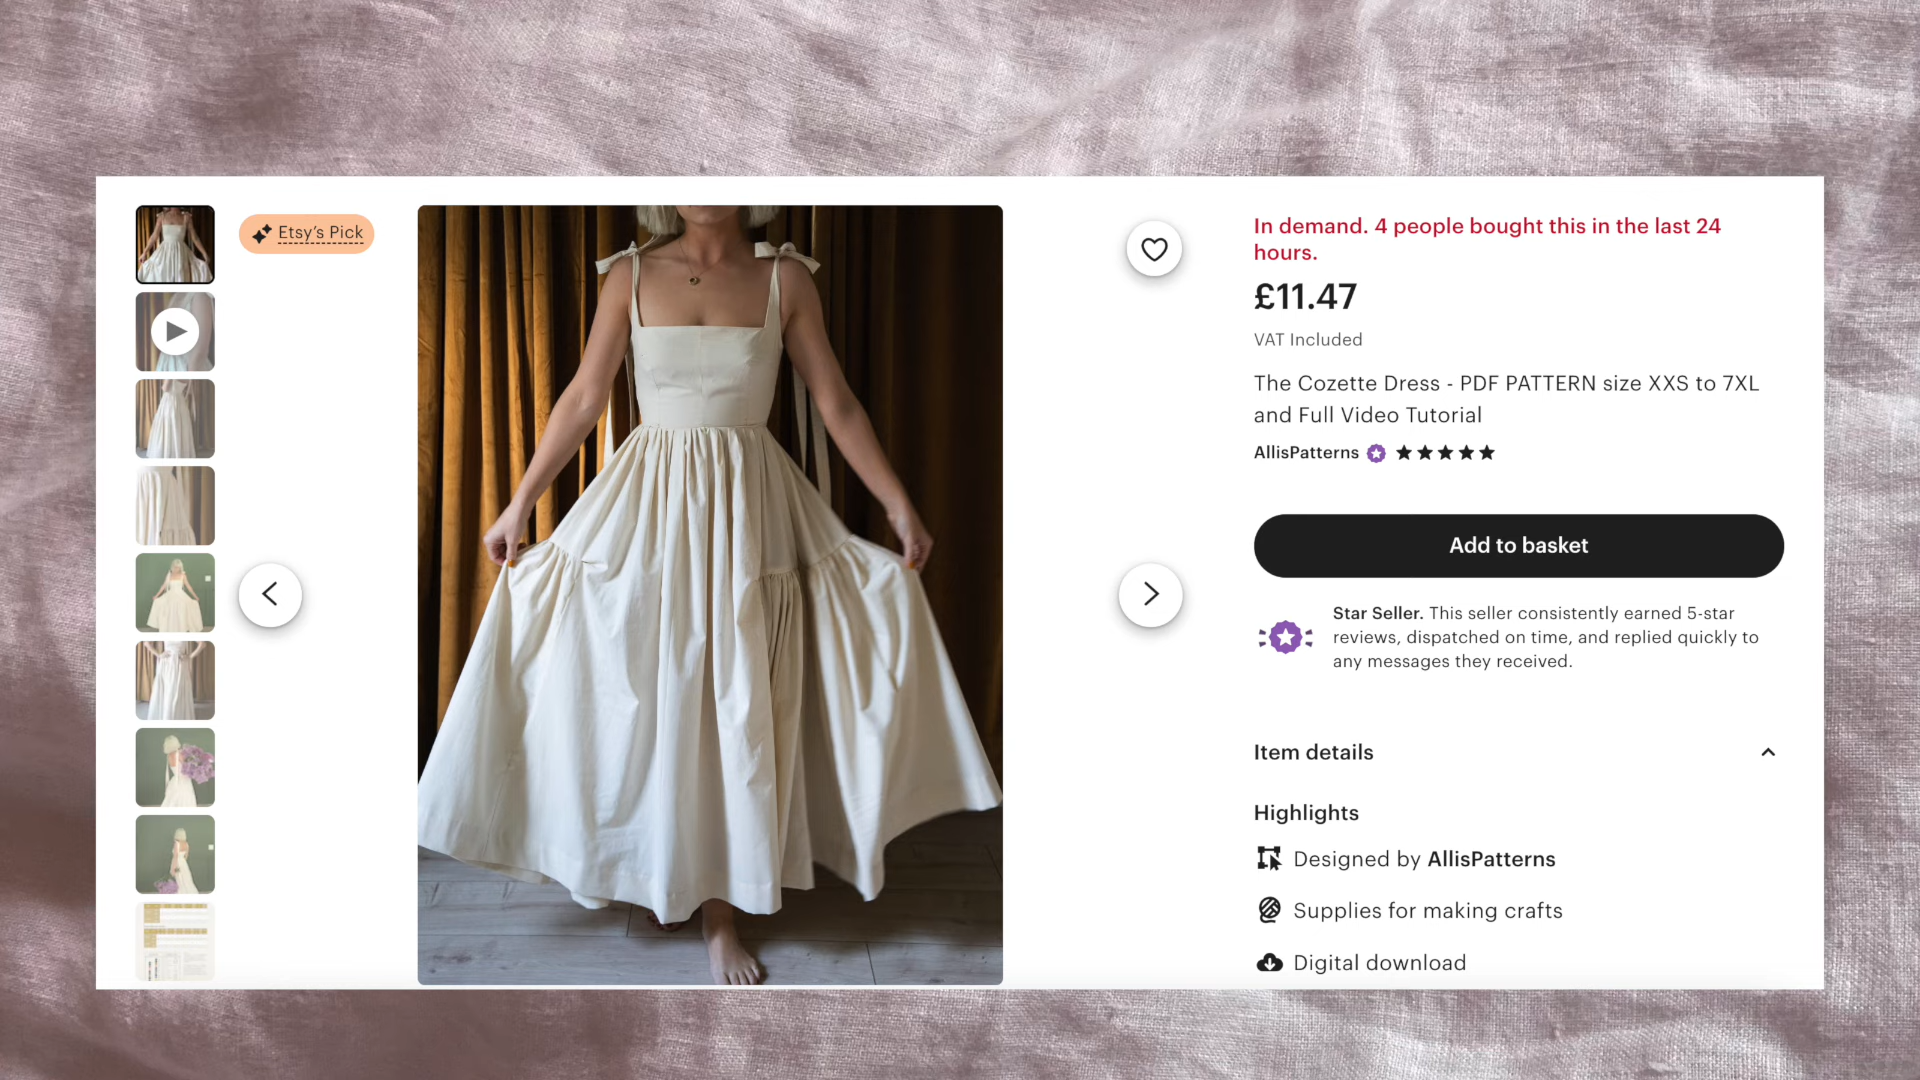 Etsy's Pick
In demand. 4 people bought this in the last 24
hours.
£11.47
VAT Included
The Cozette Dress - PDF PATTERN size XXS to 7XL
and Full Video Tutorial
AllisPatterns
Add to basket
Star Seller. This seller consistently earned 5-star
reviews, dispatched on time, and replied quickly to
any messages they received.
Item details
Highlights
Designed by AllisPatterns
Supplies for making crafts
Digital download